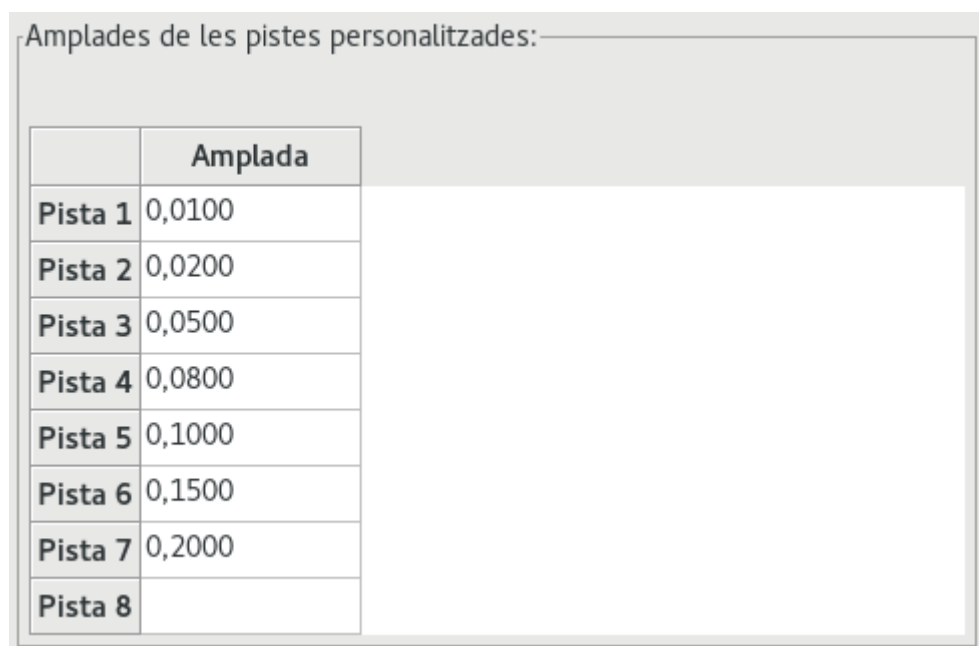 Amplades de les pistes personalitzades:
Amplada
Pista 1 0,0100
Pista 2 0,0200
Pista 3 0,0500
Pista 4 0,0800
Pista 5 0,1000
Pista 6 0,1500
Pista 7 0,2000
Pista 8